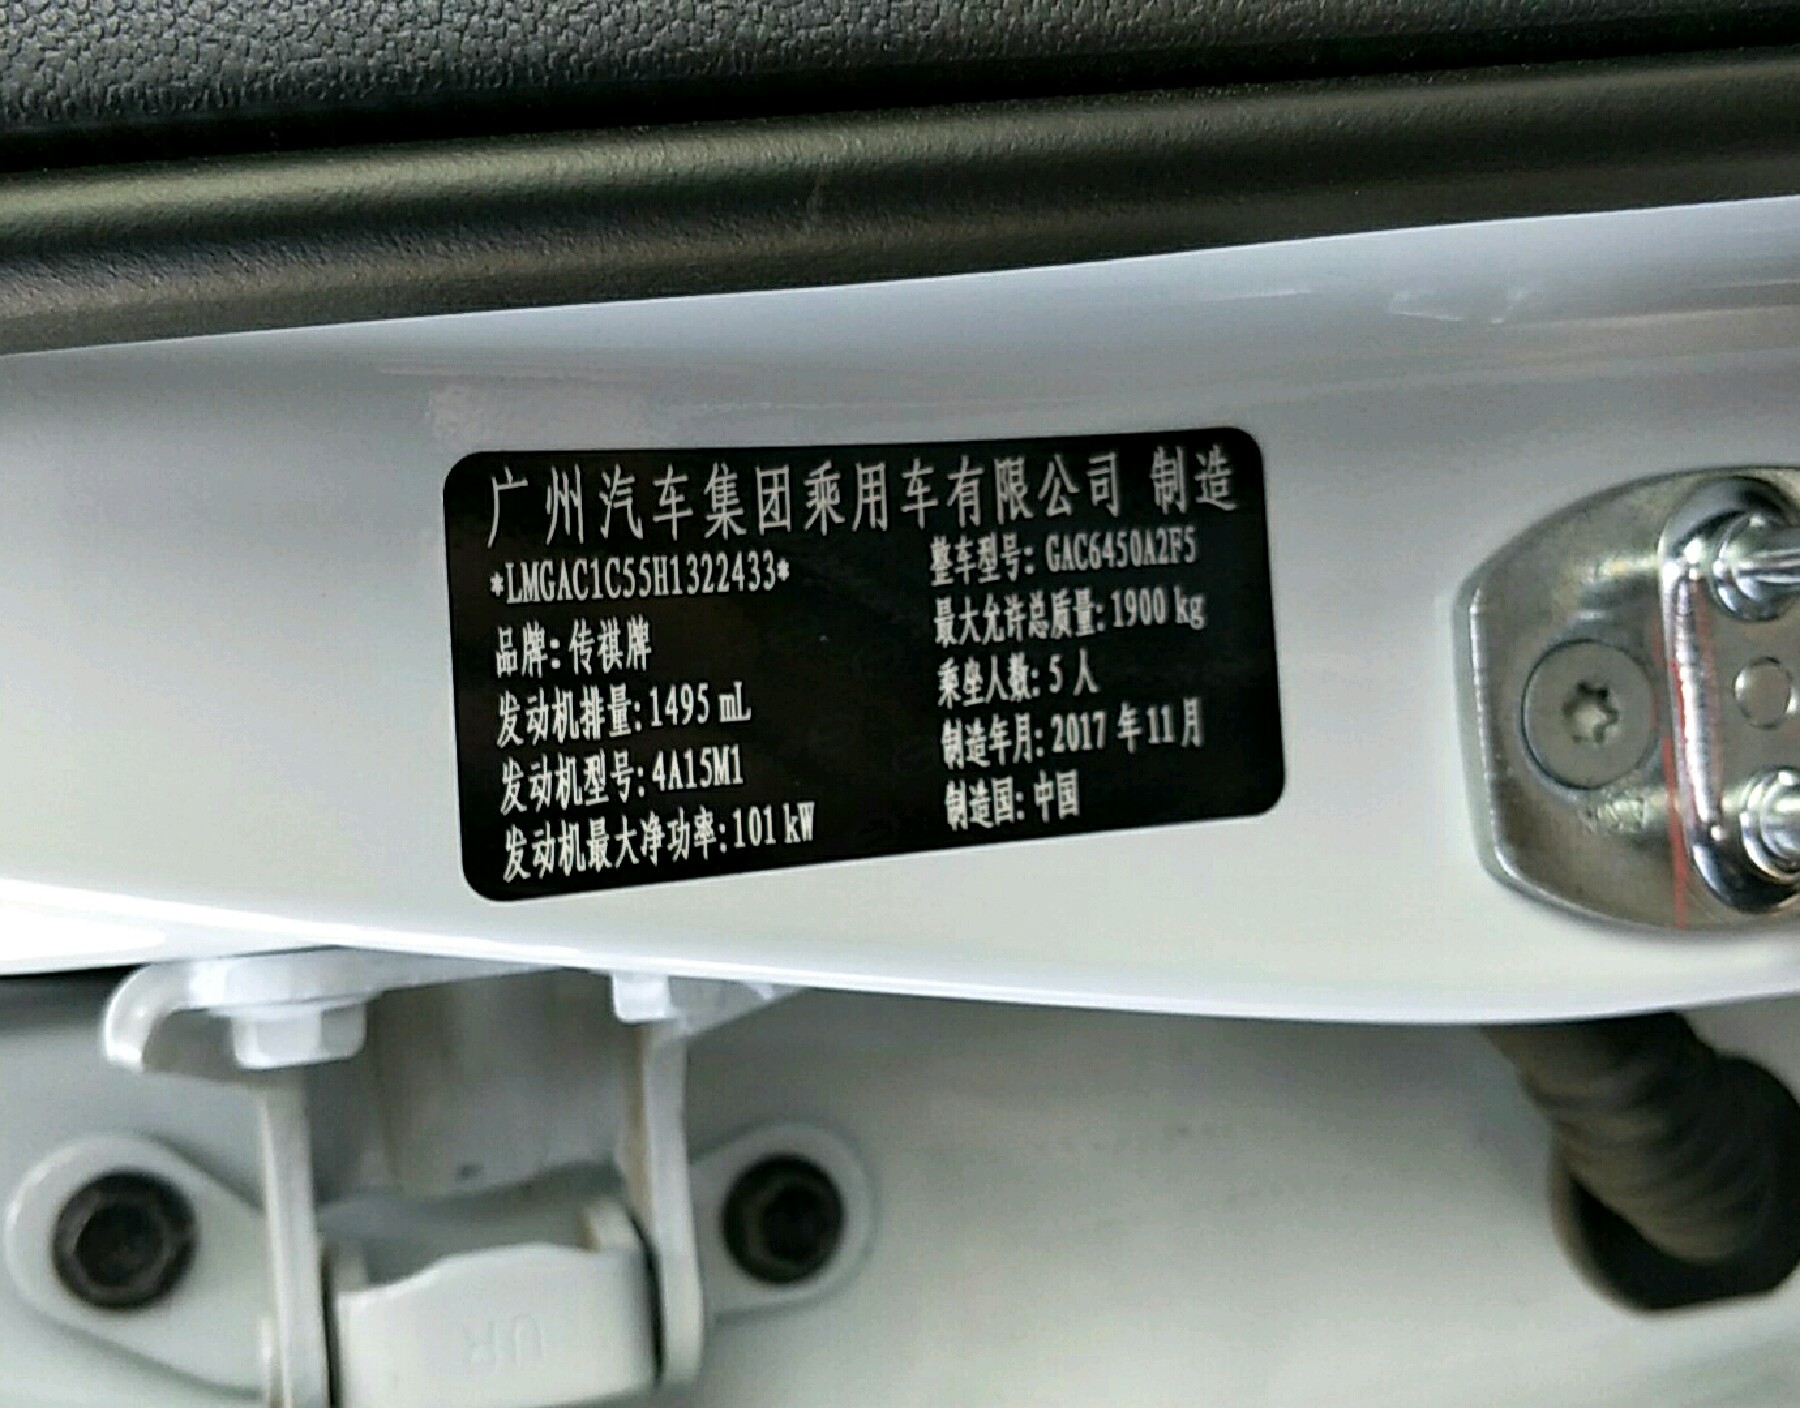 广州汽车集团乘用车有限公司 制造
*LMGAC1C55H1322433*
整车型号: GAC6450A2F5
品牌: 传祺牌
最大允许总质量: 1900 kg
发动机排量: 1495 mL
乘坐人数: 5 人
发动机型号: 4A15M1
制造年月: 2017 年 11 月
发动机最大净功率: 101 kW
制造国: 中国
UR